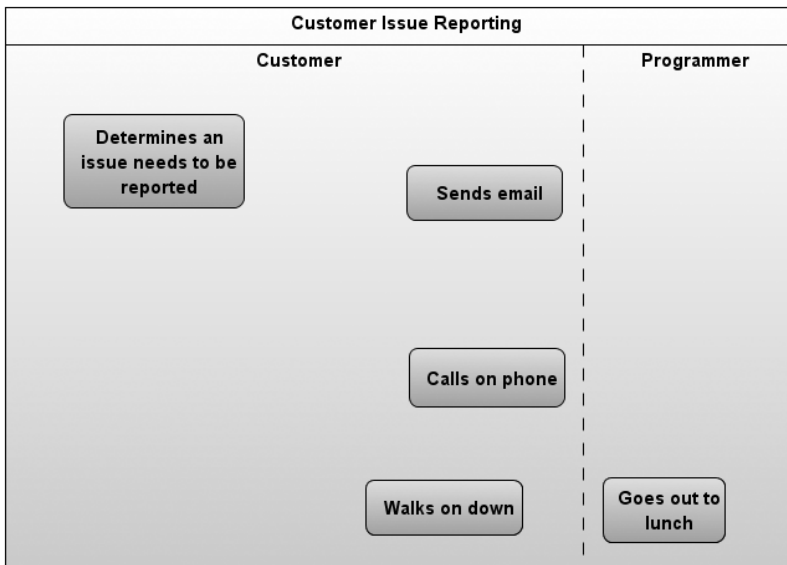 Customer Issue Reporting
Customer
Programmer
Determines an
issue needs to be
reported
Sends email
Calls on phone
Walks on down
Goes out to
lunch